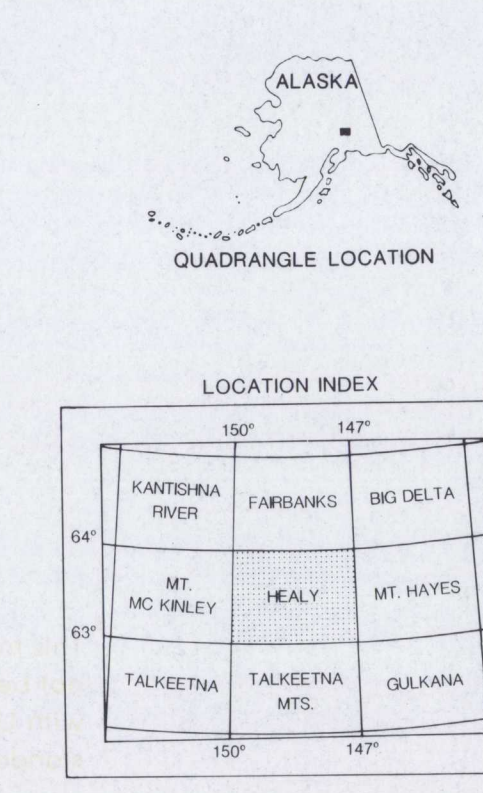 ALASKA
QUADRANGLE LOCATION
LOCATION INDEX
150° 147°
KANTISHNA
RIVER
FAIRBANKS
BIG DELTA
64°
MT.
MC KINLEY
HEALY
MT. HAYES
63°
TALKEETNA
TALKEETNA
MTS.
GULKANA
150° 147°